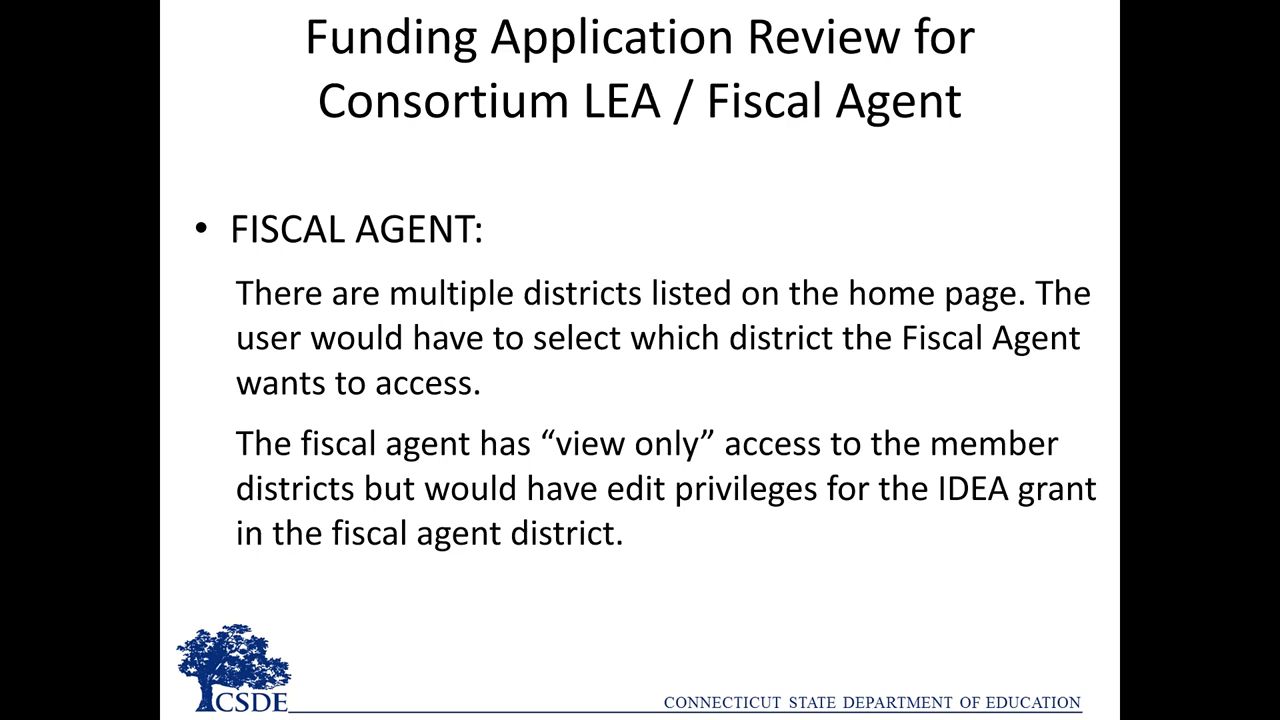 Funding Application Review for
Consortium LEA / Fiscal Agent
• FISCAL AGENT:
There are multiple districts listed on the home page. The
user would have to select which district the Fiscal Agent
wants to access.
The fiscal agent has “view only” access to the member
districts but would have edit privileges for the IDEA grant
in the fiscal agent district.
CSDE
CONNECTICUT STATE DEPARTMENT OF EDUCATION